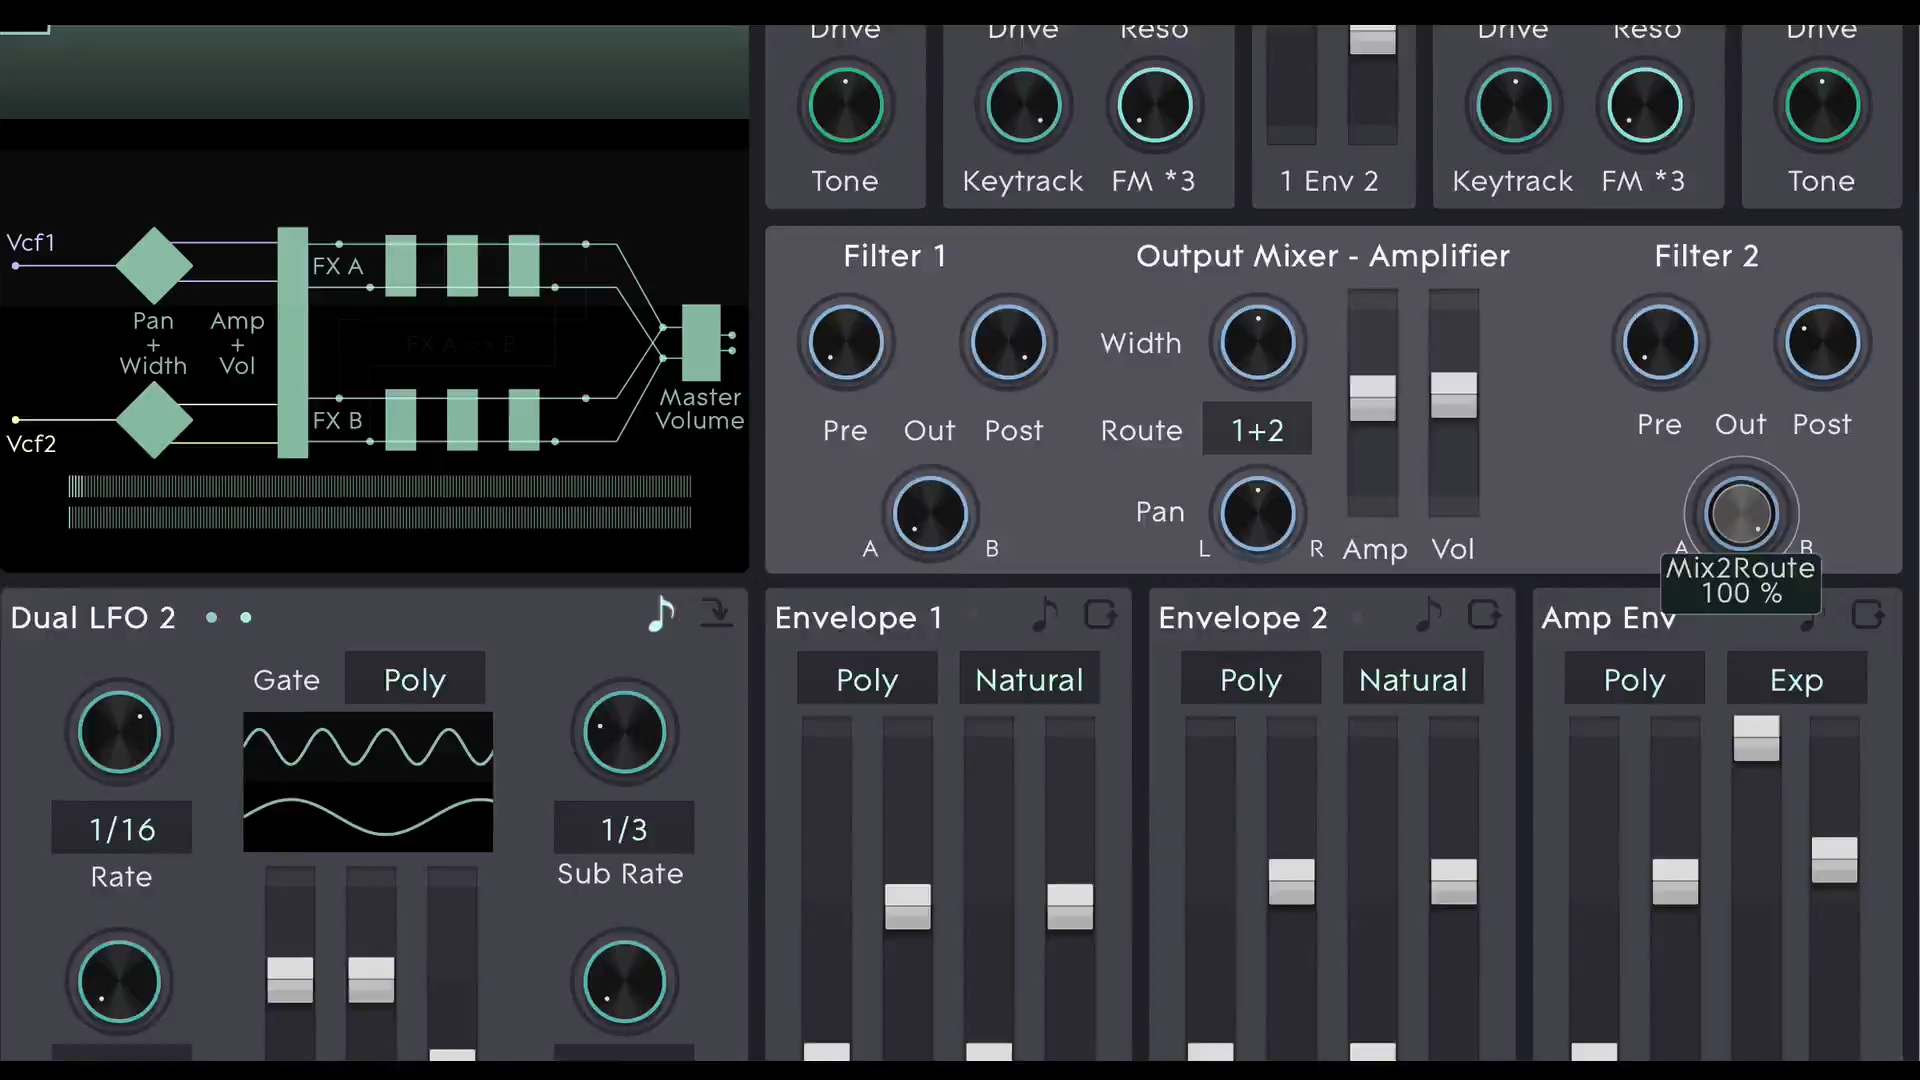 Drive
Drive Reso
Drive Reso
Drive
Tone
Keytrack FM *3
1 Env 2
Keytrack FM *3
Tone
Vcf1
FX A
Pan
+
Width
Amp
+
Vol
FX A => B
FX B
Vcf2
Master
Volume
Filter 1
Output Mixer - Amplifier
Filter 2
Width
Pre Out Post
Route 1+2
Pre Out Post
Pan
A B
L R
Amp Vol
A B
Mix2Route
100 %
Dual LFO 2
Gate Poly
1/16
Rate
1/3
Sub Rate
Envelope 1
Poly Natural
Envelope 2
Poly Natural
Amp Env
Poly Exp